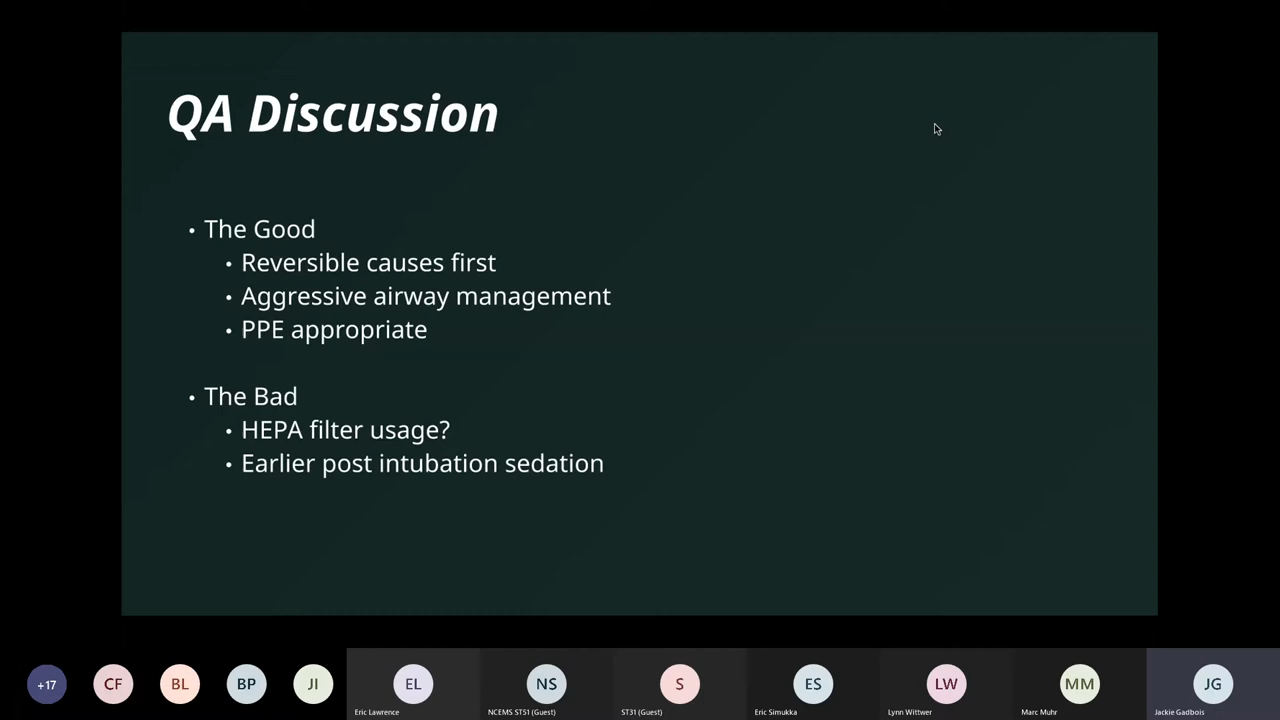 QA Discussion
• The Good
• Reversible causes first
• Aggressive airway management
• PPE appropriate
• The Bad
• HEPA filter usage?
• Earlier post intubation sedation
+17
CF
BL
BP
JI
EL
NS
S
ES
LW
MM
JG
Eric Lawrence
NCEMS ST51 (Guest)
ST31 (Guest)
Eric Simukka
Lynn Wittwer
Marc Muhr
Jackie Gadbois